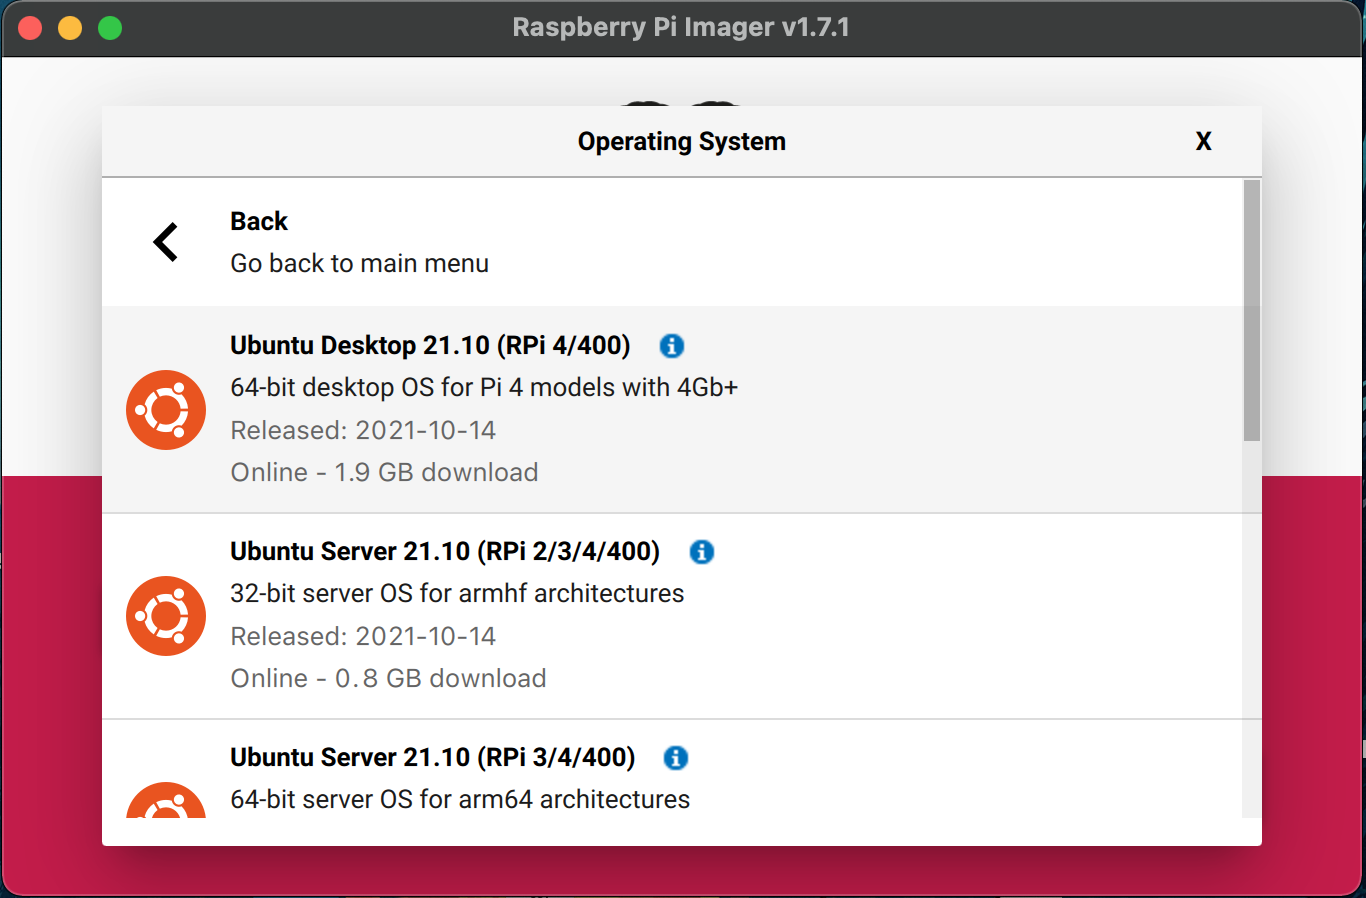 Raspberry Pi Imager v1.7.1
Operating System
X
Back
Go back to main menu
Ubuntu Desktop 21.10 (RPi 4/400)
64-bit desktop OS for Pi 4 models with 4Gb+
Released: 2021-10-14
Online - 1.9 GB download
Ubuntu Server 21.10 (RPi 2/3/4/400)
32-bit server OS for armhf architectures
Released: 2021-10-14
Online - 0.8 GB download
Ubuntu Server 21.10 (RPi 3/4/400)
64-bit server OS for arm64 architectures